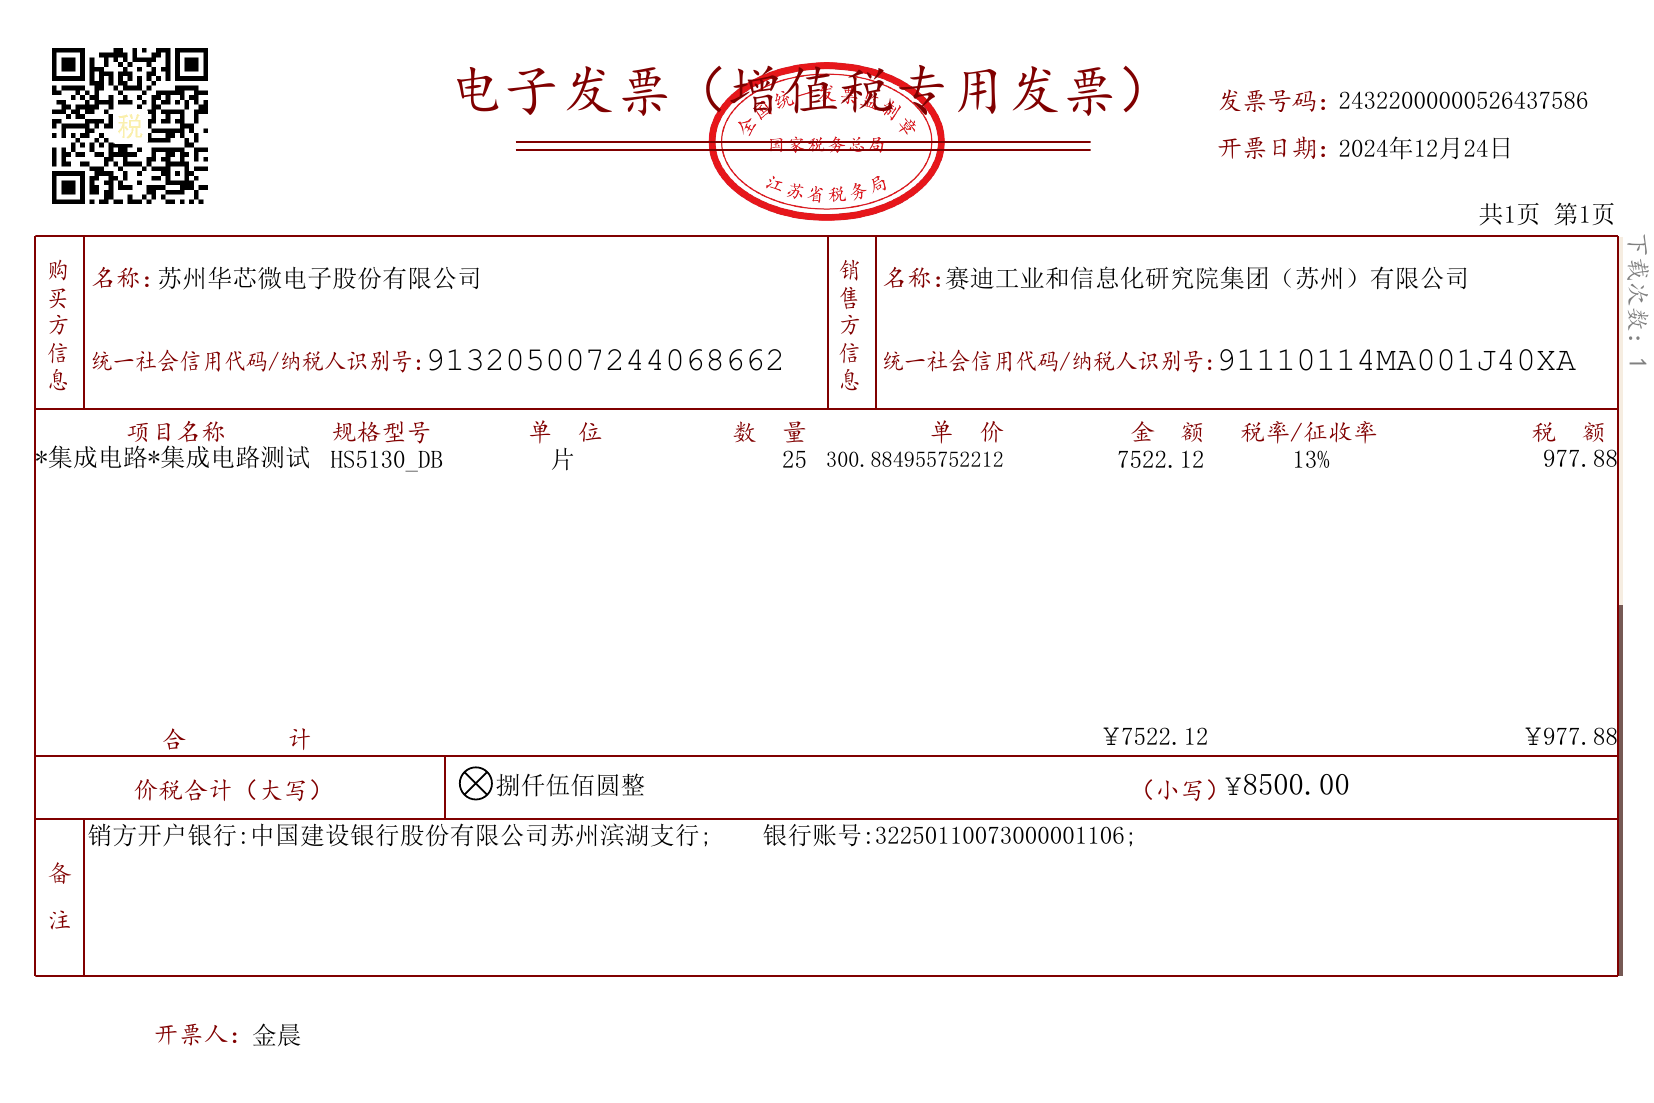 电子发票（增值税专用发票）
全国统一发票监制章
国家税务总局
江苏省税务局
税
发票号码：24322000000526437586
开票日期：2024年12月24日
共1页 第1页
下载次数：1
购买方信息
名称：苏州华芯微电子股份有限公司
统一社会信用代码/纳税人识别号：913205007244068662
销售方信息
名称：赛迪工业和信息化研究院集团（苏州）有限公司
统一社会信用代码/纳税人识别号：91110114MA001J40XA
项目名称 规格型号 单 位 数 量 单 价 金 额 税率/征收率 税 额
*集成电路*集成电路测试 HS5130_DB 片 25 300.884955752212 7522.12 13% 977.88
合 计 ¥7522.12 ¥977.88
价税合计（大写） 捌仟伍佰圆整 （小写）¥8500.00
备注
销方开户银行:中国建设银行股份有限公司苏州滨湖支行; 银行账号:32250110073000001106;
开票人：金晨